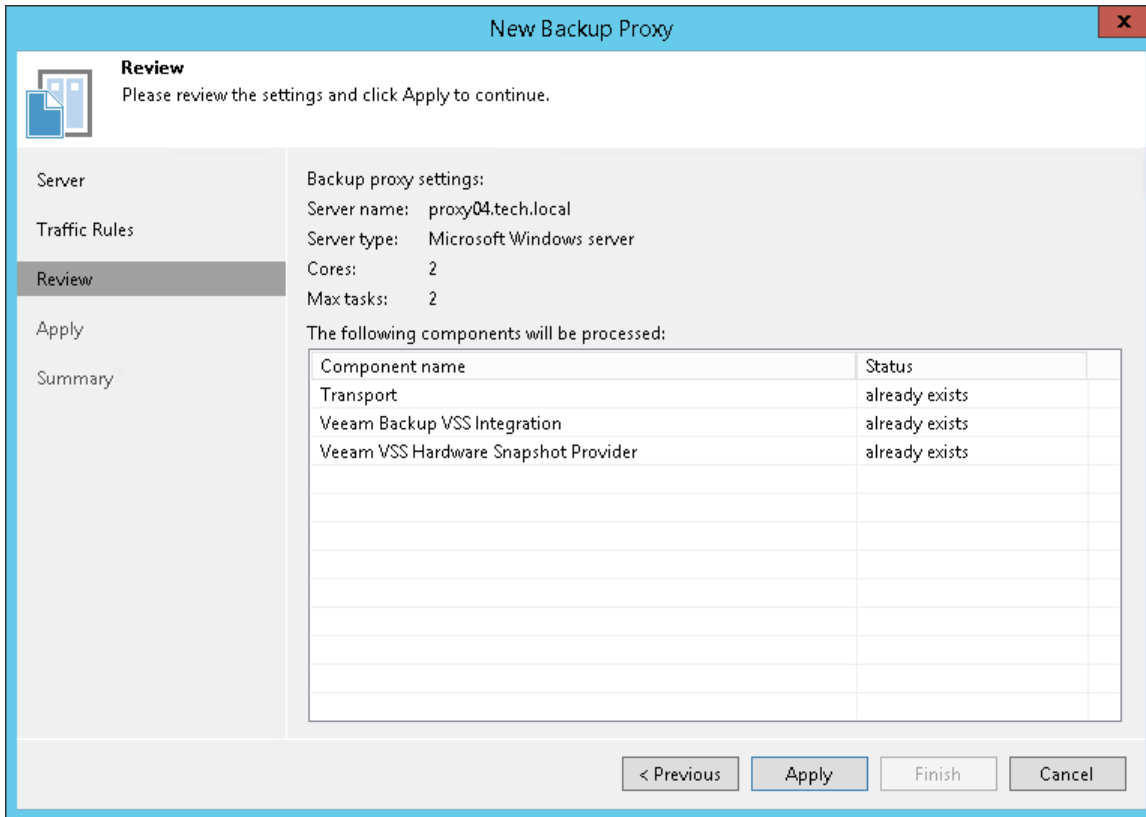 New Backup Proxy
x
Review
Please review the settings and click Apply to continue.
Server
Traffic Rules
Review
Apply
Summary
Backup proxy settings:
Server name: proxy04.tech.local
Server type: Microsoft Windows server
Cores: 2
Max tasks: 2
The following components will be processed:
Component name Status
Transport already exists
Veeam Backup VSS Integration already exists
Veeam VSS Hardware Snapshot Provider already exists
< Previous Apply Finish Cancel